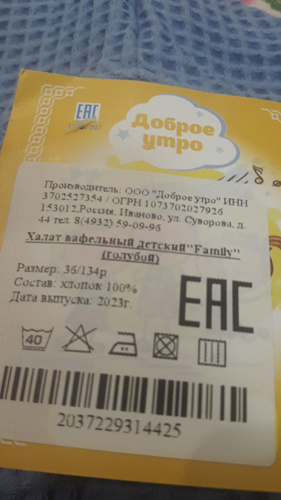 EAC
Доброе
утро
Производитель: ООО "Доброе утро" ИНН
3702527354 / ОГРН 1073702027926
153012,Россия, Иваново, ул. Суворова, д.
44 тел. 8(4932) 59-09-96
Халат вафельный детский"Family"
(голубой)
Размер: 36/134р
Состав: хлопок 100%
Дата выпуска: 2023г.
EAC
40
2037229314425